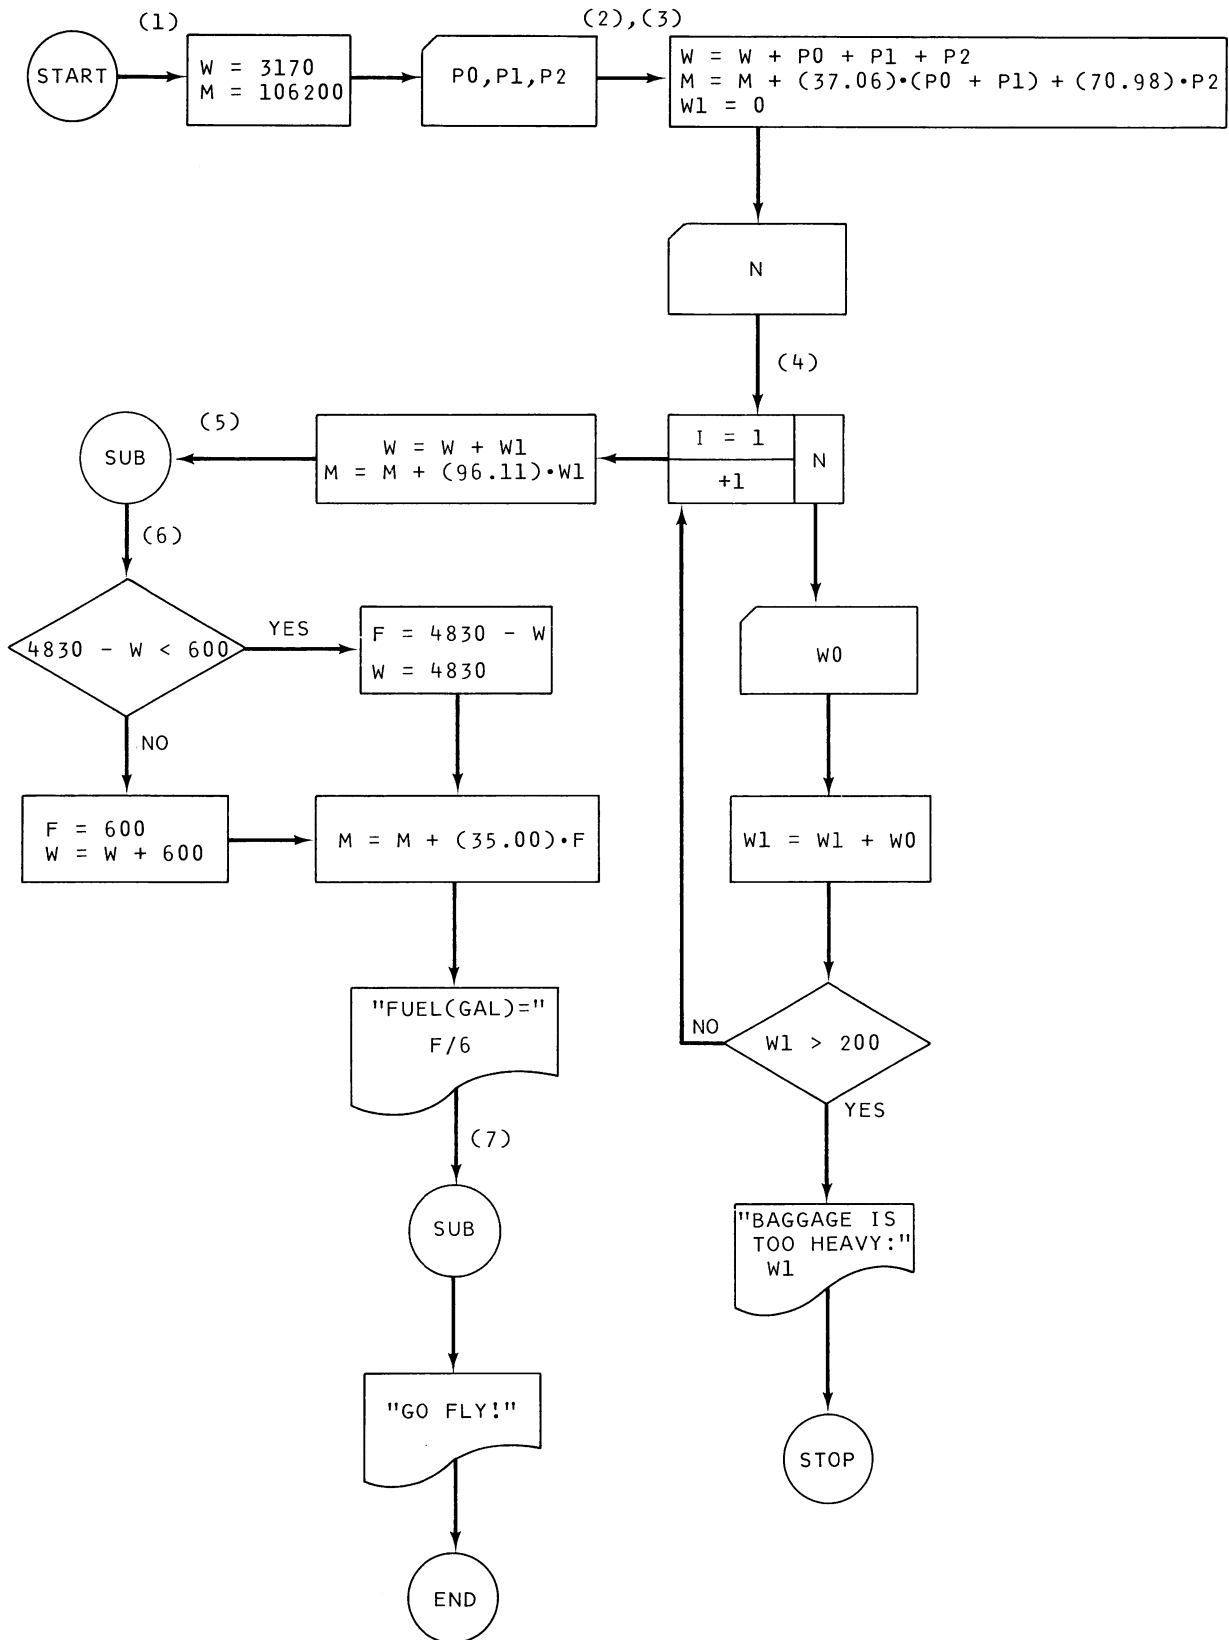 (1)
(2),(3)
START
W = 3170
M = 106200
P0,P1,P2
W = W + P0 + P1 + P2
M = M + (37.06)·(P0 + P1) + (70.98)·P2
W1 = 0
N
(4)
I = 1
+1
N
W = W + W1
M = M + (96.11)·W1
(5)
SUB
(6)
4830 - W < 600
YES
F = 4830 - W
W = 4830
NO
F = 600
W = W + 600
M = M + (35.00)·F
"FUEL(GAL)="
F/6
(7)
SUB
"GO FLY!"
END
W0
W1 = W1 + W0
W1 > 200
NO
YES
"BAGGAGE IS
TOO HEAVY:"
W1
STOP